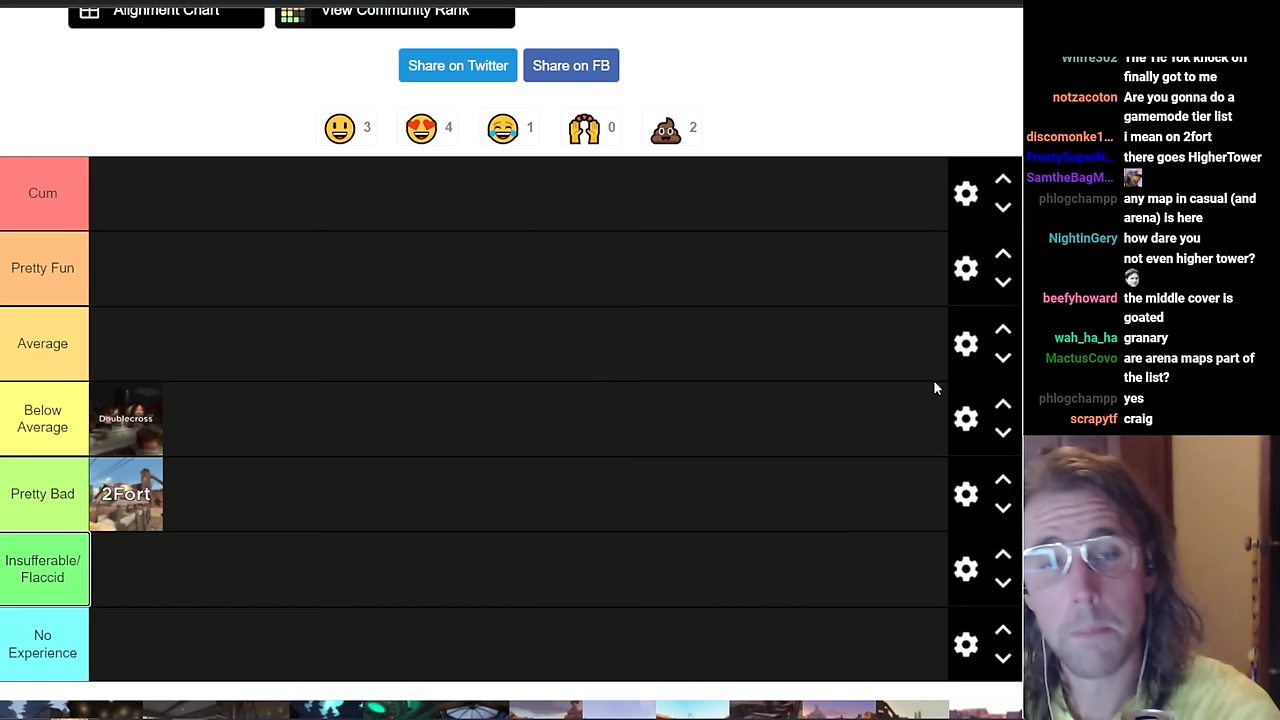 Alignment Chart
View Community Rank
Share on Twitter
Share on FB
3
4
1
0
2
Cum
Pretty Fun
Average
Below
Average
Doublecross
Pretty Bad
2Fort
Insufferable/
Flaccid
No
Experience
The Tic Tok knock off
finally got to me
notzacoton Are you gonna do a
gamemode tier list
discomonke1... i mean on 2fort
FrostySuperN... there goes HigherTower
SamtheBagM...
phlogchampp any map in casual (and
arena) is here
NightinGery how dare you
not even higher tower?
beefyhoward the middle cover is
goated
wah_ha_ha granary
MactusCovo are arena maps part of
the list?
phlogchampp yes
scrapytf craig